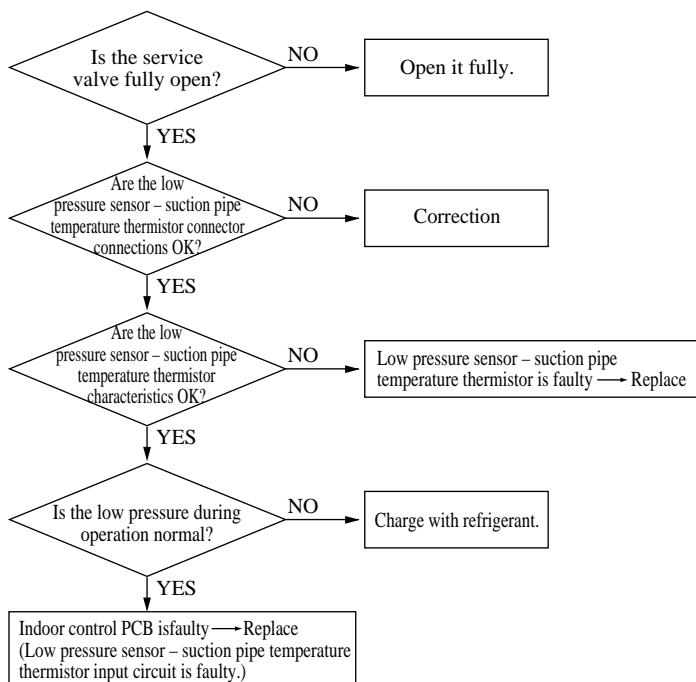 Is the service
valve fully open?
NO
Open it fully.
YES
Are the low
pressure sensor – suction pipe
temperature thermistor connector
connections OK?
NO
Correction
YES
Are the low
pressure sensor – suction pipe
temperature thermistor
characteristics OK?
NO
Low pressure sensor – suction pipe
temperature thermistor is faulty → Replace
YES
Is the low pressure during
operation normal?
NO
Charge with refrigerant.
YES
Indoor control PCB isfaulty → Replace
(Low pressure sensor – suction pipe temperature
thermistor input circuit is faulty.)